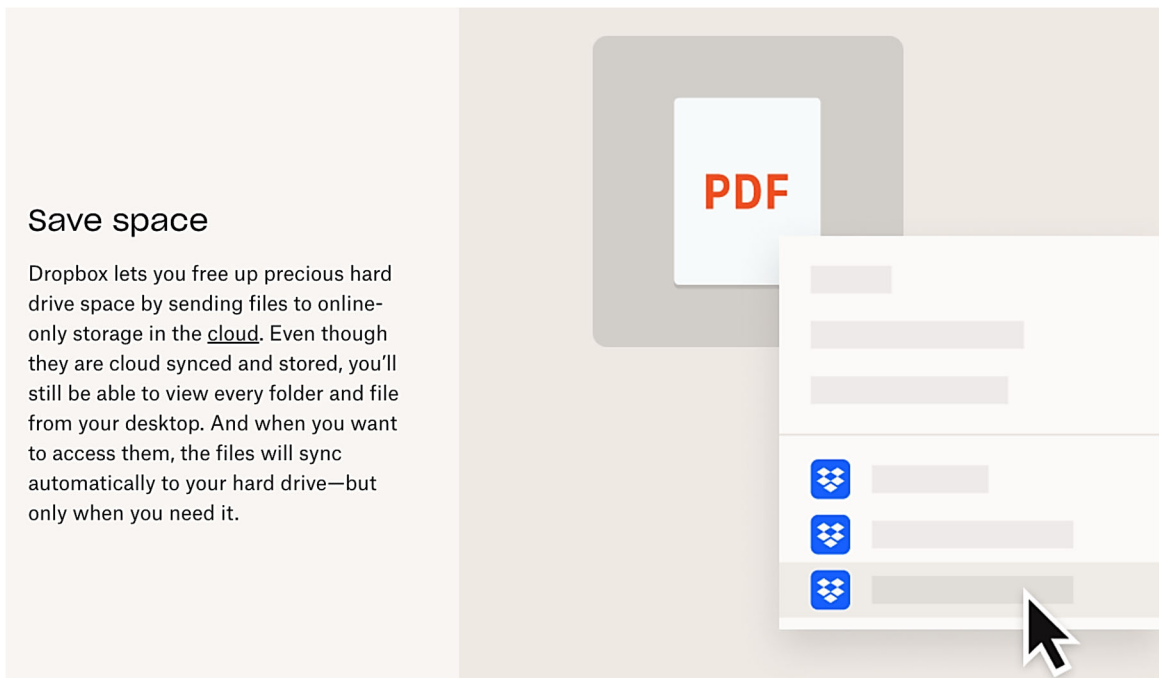 Save space
Dropbox lets you free up precious hard
drive space by sending files to online-
only storage in the cloud. Even though
they are cloud synced and stored, you’ll
still be able to view every folder and file
from your desktop. And when you want
to access them, the files will sync
automatically to your hard drive—but
only when you need it.
PDF